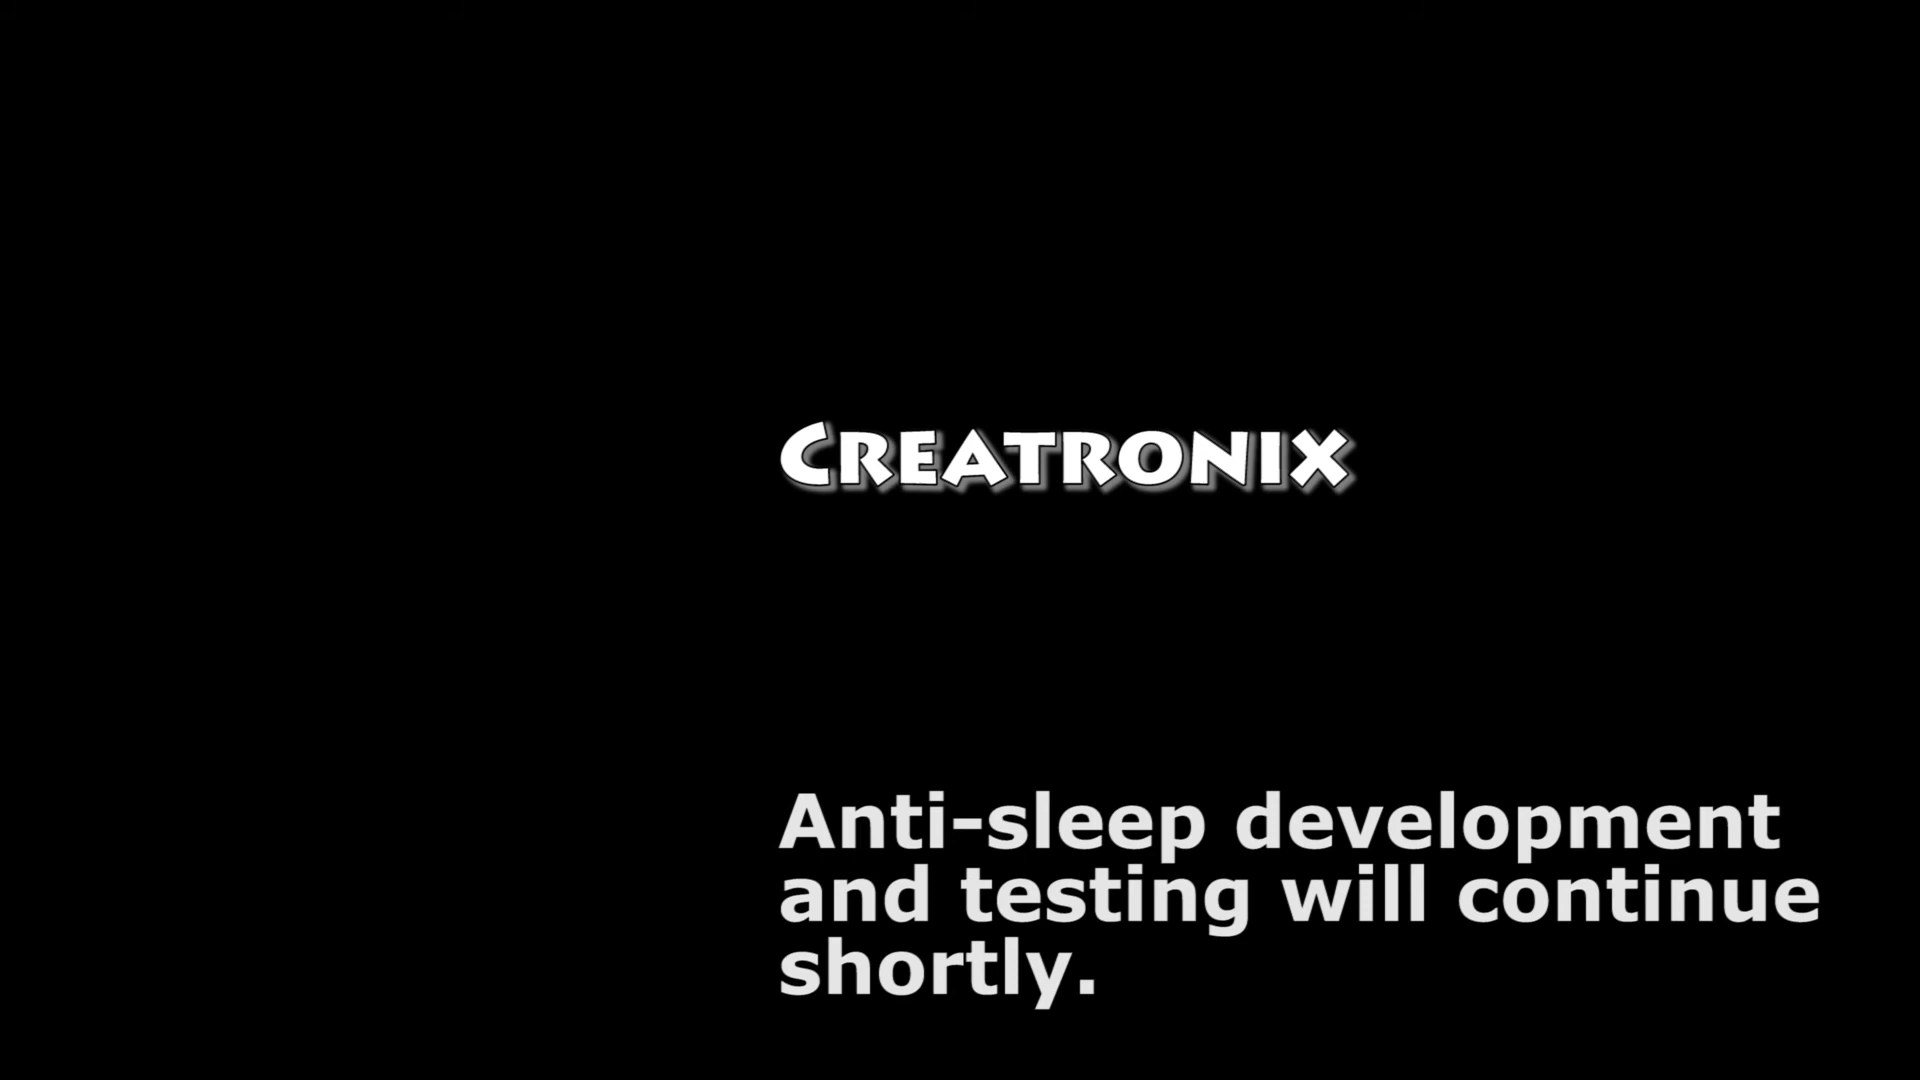 Creatronix
Anti-sleep development
and testing will continue
shortly.